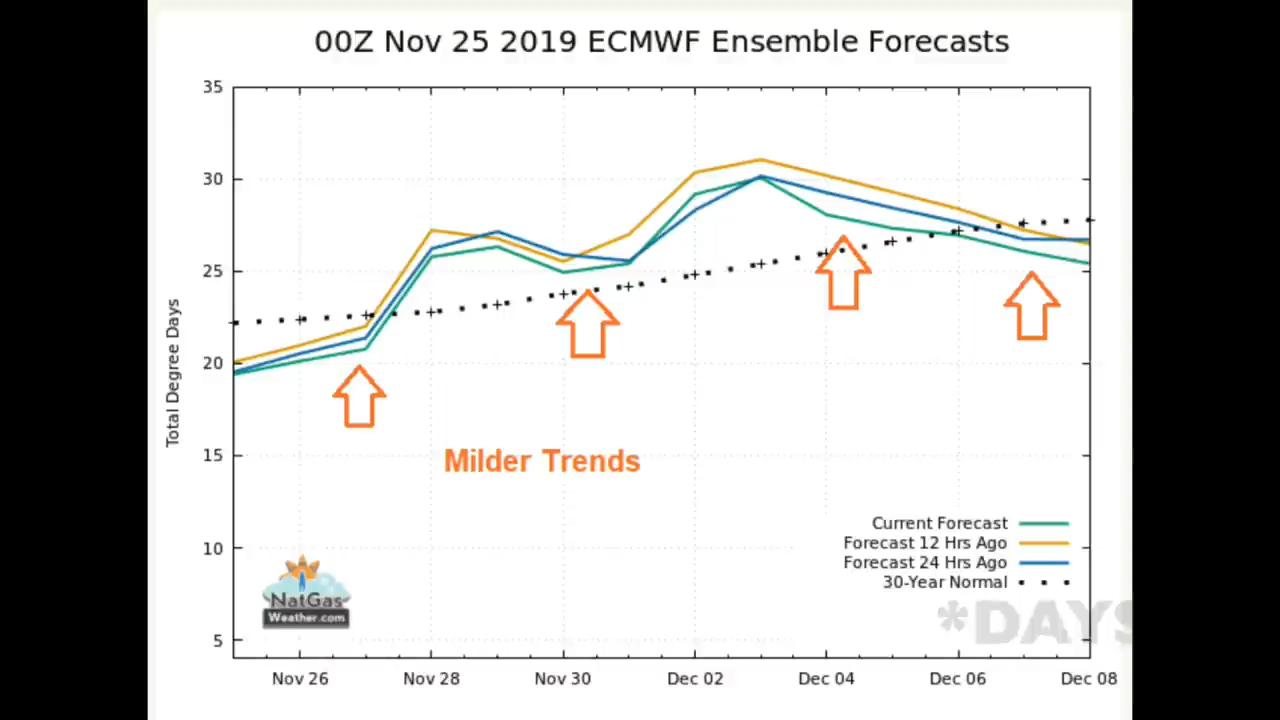 00Z Nov 25 2019 ECMWF Ensemble Forecasts
35
30
25
20
15
10
5
Total Degree Days
Milder Trends
Current Forecast
Forecast 12 Hrs Ago
Forecast 24 Hrs Ago
30-Year Normal
NatGas
Weather.com
*DAYS
Nov 26 Nov 28 Nov 30 Dec 02 Dec 04 Dec 06 Dec 08